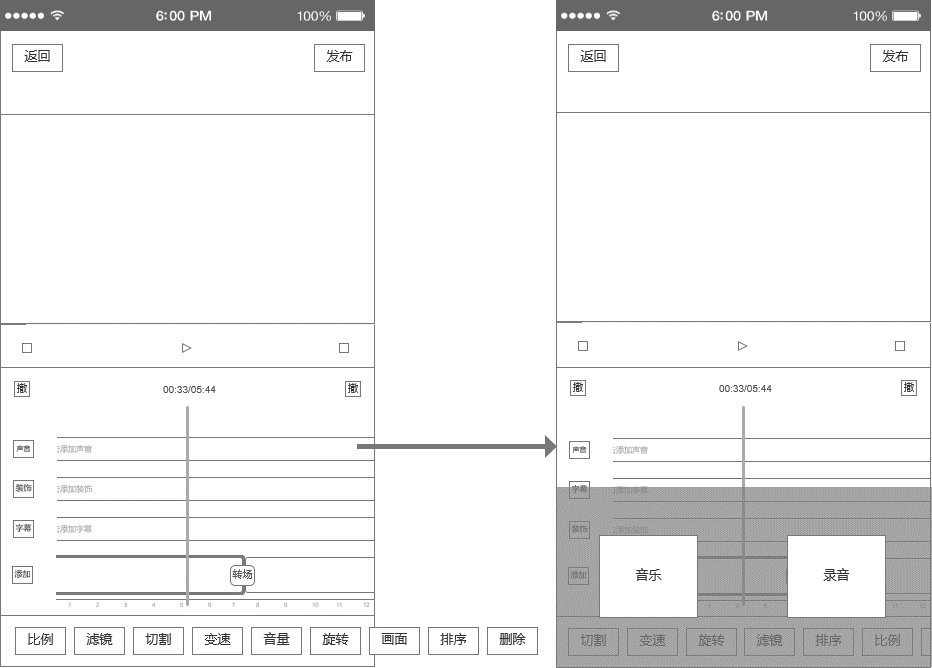 6:00 PM 100%
返回 发布
00:33/05:44
撤 撤
声音 添加声音
装饰 添加装饰
字幕 添加字幕
添加 转场
1 2 3 4 5 6 7 8 9 10 11 12
比例 滤镜 切割 变速 音量 旋转 画面 排序 删除
6:00 PM 100%
返回 发布
撤 00:33/05:44 撤
声音 添加声音
字幕 添加字幕
装饰 添加装饰
添加
音乐 录音
4 5 6 11 12
切割 变速 旋转 滤镜 排序 比例